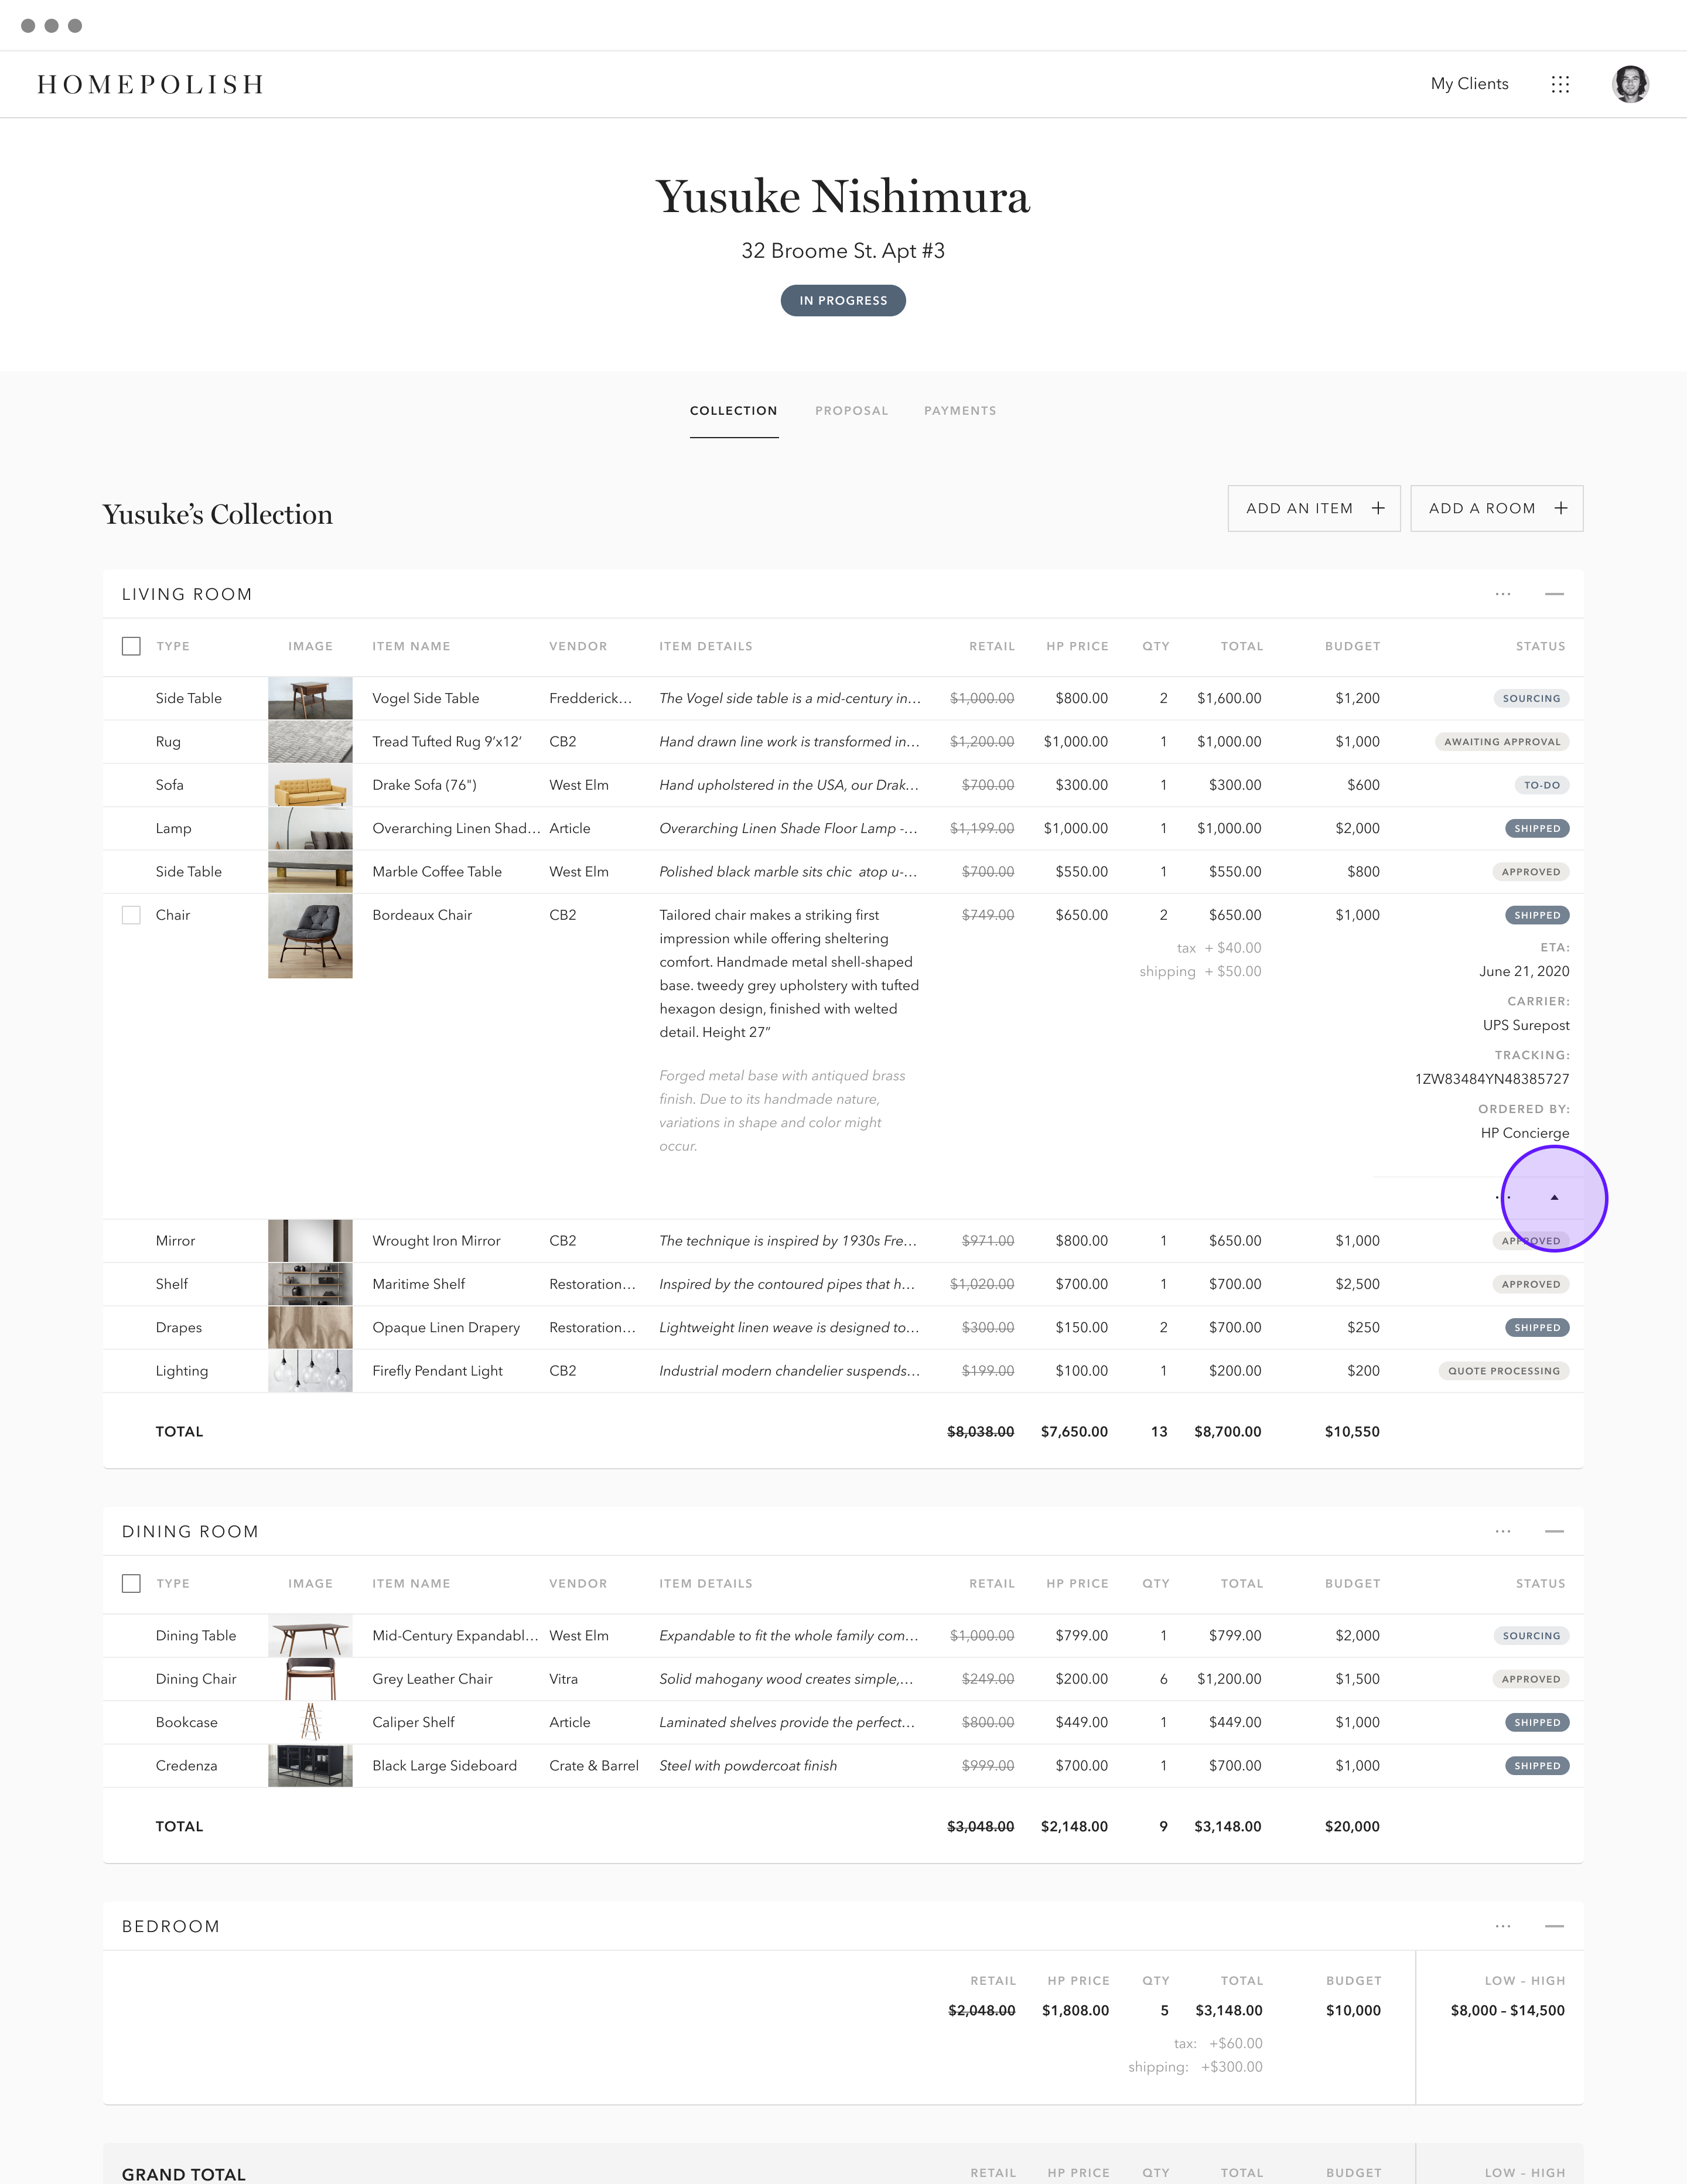 HOMEPOLISH
My Clients
Yusuke Nishimura
32 Broome St. Apt #3
IN PROGRESS
COLLECTION PROPOSAL PAYMENTS
Yusuke’s Collection
ADD AN ITEM +
ADD A ROOM +
LIVING ROOM
TYPE IMAGE ITEM NAME VENDOR ITEM DETAILS RETAIL HP PRICE QTY TOTAL BUDGET STATUS
Side Table Vogel Side Table Fredderick… The Vogel side table is a mid-century in… $1,000.00 $800.00 2 $1,600.00 $1,200 SOURCING
Rug Tread Tufted Rug 9’x12’ CB2 Hand drawn line work is transformed in… $1,200.00 $1,000.00 1 $1,000.00 $1,000 AWAITING APPROVAL
Sofa Drake Sofa (76") West Elm Hand upholstered in the USA, our Drak… $700.00 $300.00 1 $300.00 $600 TO-DO
Lamp Overarching Linen Shad… Article Overarching Linen Shade Floor Lamp -… $1,199.00 $1,000.00 1 $1,000.00 $2,000 SHIPPED
Side Table Marble Coffee Table West Elm Polished black marble sits chic atop u-… $700.00 $550.00 1 $550.00 $800 APPROVED
Chair Bordeaux Chair CB2 Tailored chair makes a striking first $749.00 $650.00 2 $650.00 $1,000 SHIPPED
impression while offering sheltering tax + $40.00 ETA:
comfort. Handmade metal shell-shaped shipping + $50.00 June 21, 2020
base. tweedy grey upholstery with tufted CARRIER:
hexagon design, finished with welted UPS Surepost
detail. Height 27” TRACKING:
Forged metal base with antiqued brass 1ZW83484YN48385727
finish. Due to its handmade nature, ORDERED BY:
variations in shape and color might HP Concierge
occur.
Mirror Wrought Iron Mirror CB2 The technique is inspired by 1930s Fre… $971.00 $800.00 1 $650.00 $1,000 APPROVED
Shelf Maritime Shelf Restoration… Inspired by the contoured pipes that h… $1,020.00 $700.00 1 $700.00 $2,500 APPROVED
Drapes Opaque Linen Drapery Restoration… Lightweight linen weave is designed to… $300.00 $150.00 2 $700.00 $250 SHIPPED
Lighting Firefly Pendant Light CB2 Industrial modern chandelier suspends… $199.00 $100.00 1 $200.00 $200 QUOTE PROCESSING
TOTAL $8,038.00 $7,650.00 13 $8,700.00 $10,550
DINING ROOM
TYPE IMAGE ITEM NAME VENDOR ITEM DETAILS RETAIL HP PRICE QTY TOTAL BUDGET STATUS
Dining Table Mid-Century Expandabl… West Elm Expandable to fit the whole family com… $1,000.00 $799.00 1 $799.00 $2,000 SOURCING
Dining Chair Grey Leather Chair Vitra Solid mahogany wood creates simple,… $249.00 $200.00 6 $1,200.00 $1,500 APPROVED
Bookcase Caliper Shelf Article Laminated shelves provide the perfect… $800.00 $449.00 1 $449.00 $1,000 SHIPPED
Credenza Black Large Sideboard Crate & Barrel Steel with powdercoat finish $999.00 $700.00 1 $700.00 $1,000 SHIPPED
TOTAL $3,048.00 $2,148.00 9 $3,148.00 $20,000
BEDROOM
RETAIL HP PRICE QTY TOTAL BUDGET LOW – HIGH
$2,048.00 $1,808.00 5 $3,148.00 $10,000 $8,000 – $14,500
tax: +$60.00
shipping: +$300.00
GRAND TOTAL RETAIL HP PRICE QTY TOTAL BUDGET LOW – HIGH